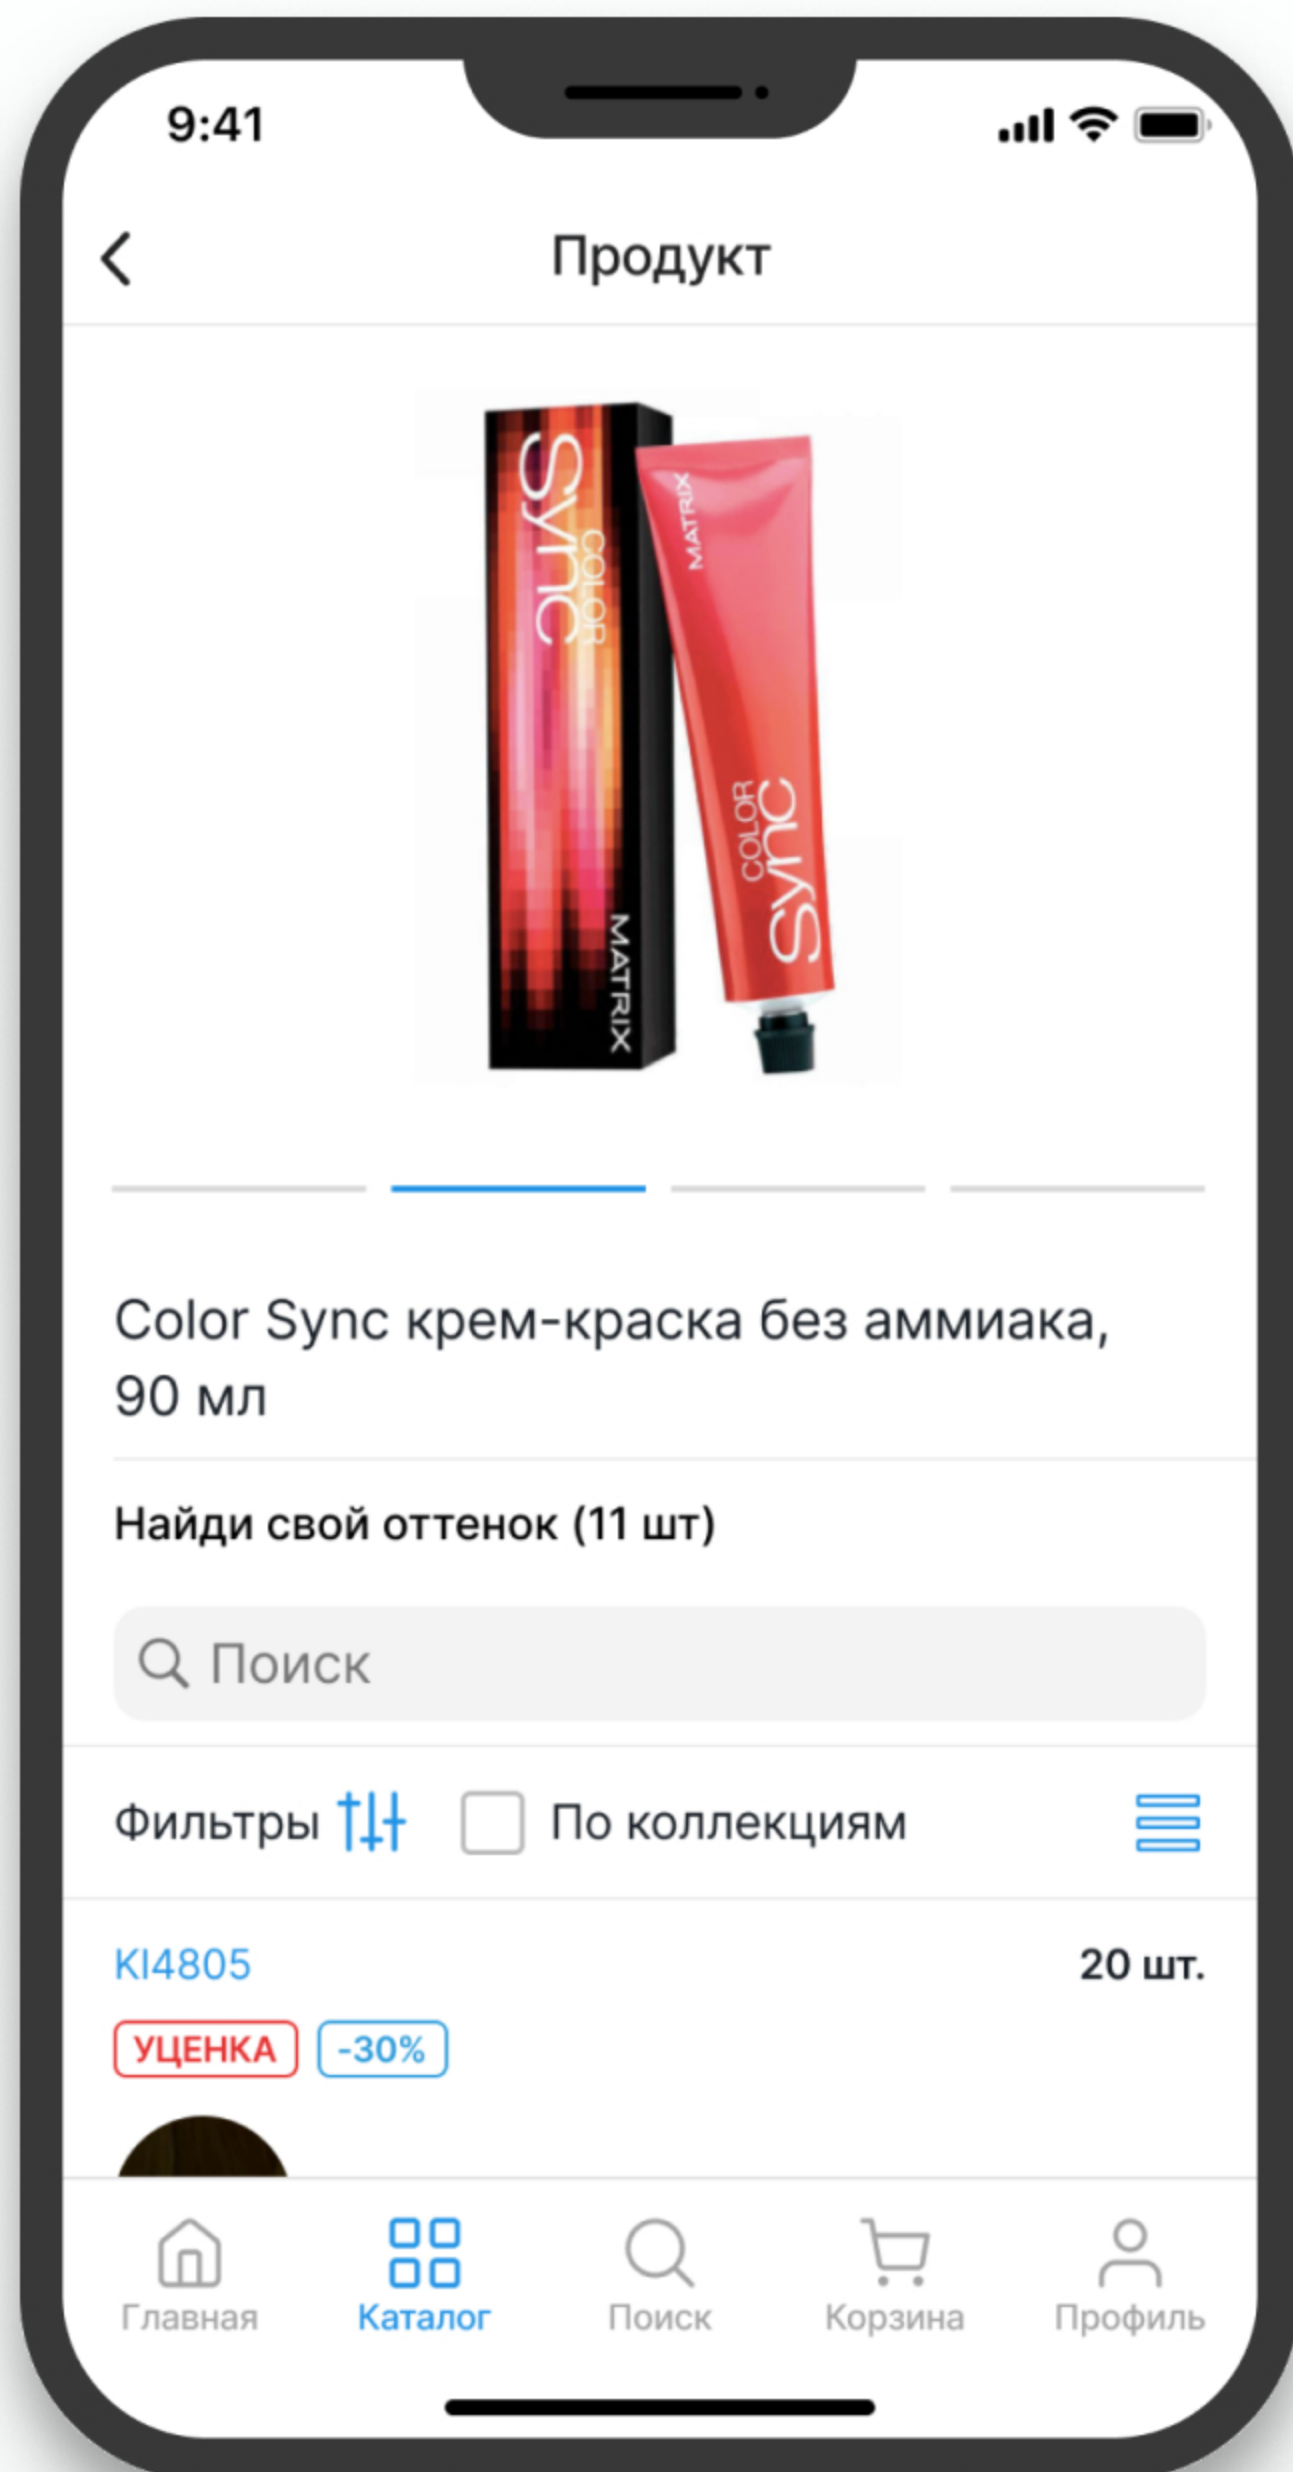 9:41
Продукт
Sync
COLOR
MATRIX
MATRIX
COLOR
Sync
Color Sync крем-краска без аммиака,
90 мл
Найди свой оттенок (11 шт)
Поиск
Фильтры По коллекциям
KI4805 20 шт.
УЦЕНКА -30%
Главная Каталог Поиск Корзина Профиль